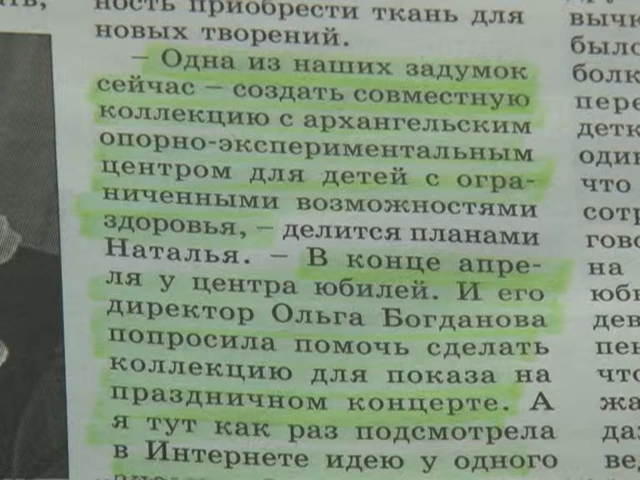 ность приобрести ткань для
новых творений.
– Одна из наших задумок
сейчас – создать совместную
коллекцию с архангельским
опорно-экспериментальным
центром для детей с огра-
ниченными возможностями
здоровья, – делится планами
Наталья. – В конце апре-
ля у центра юбилей. И его
директор Ольга Богданова
попросила помочь сделать
коллекцию для показа на
праздничном концерте. А
я тут как раз подсмотрела
в Интернете идею у одного
вычк
было
болк
пере
детк
один
что
сотр
гово
на
юби
дев
пен
что
жа
даз
вед